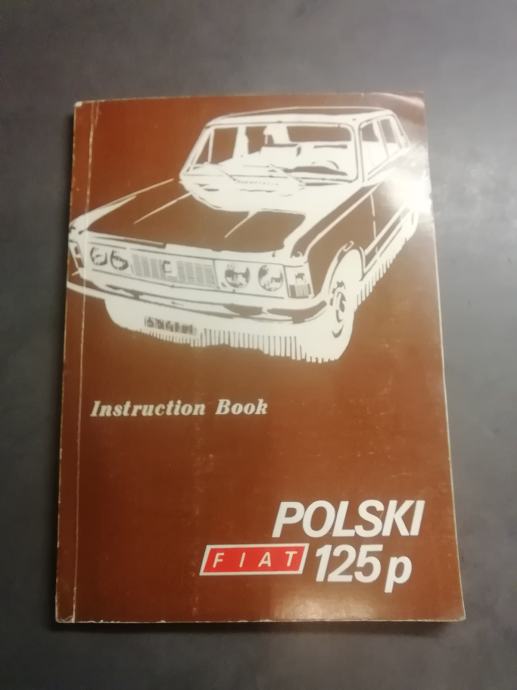 Instruction Book
POLSKI
FIAT 125p